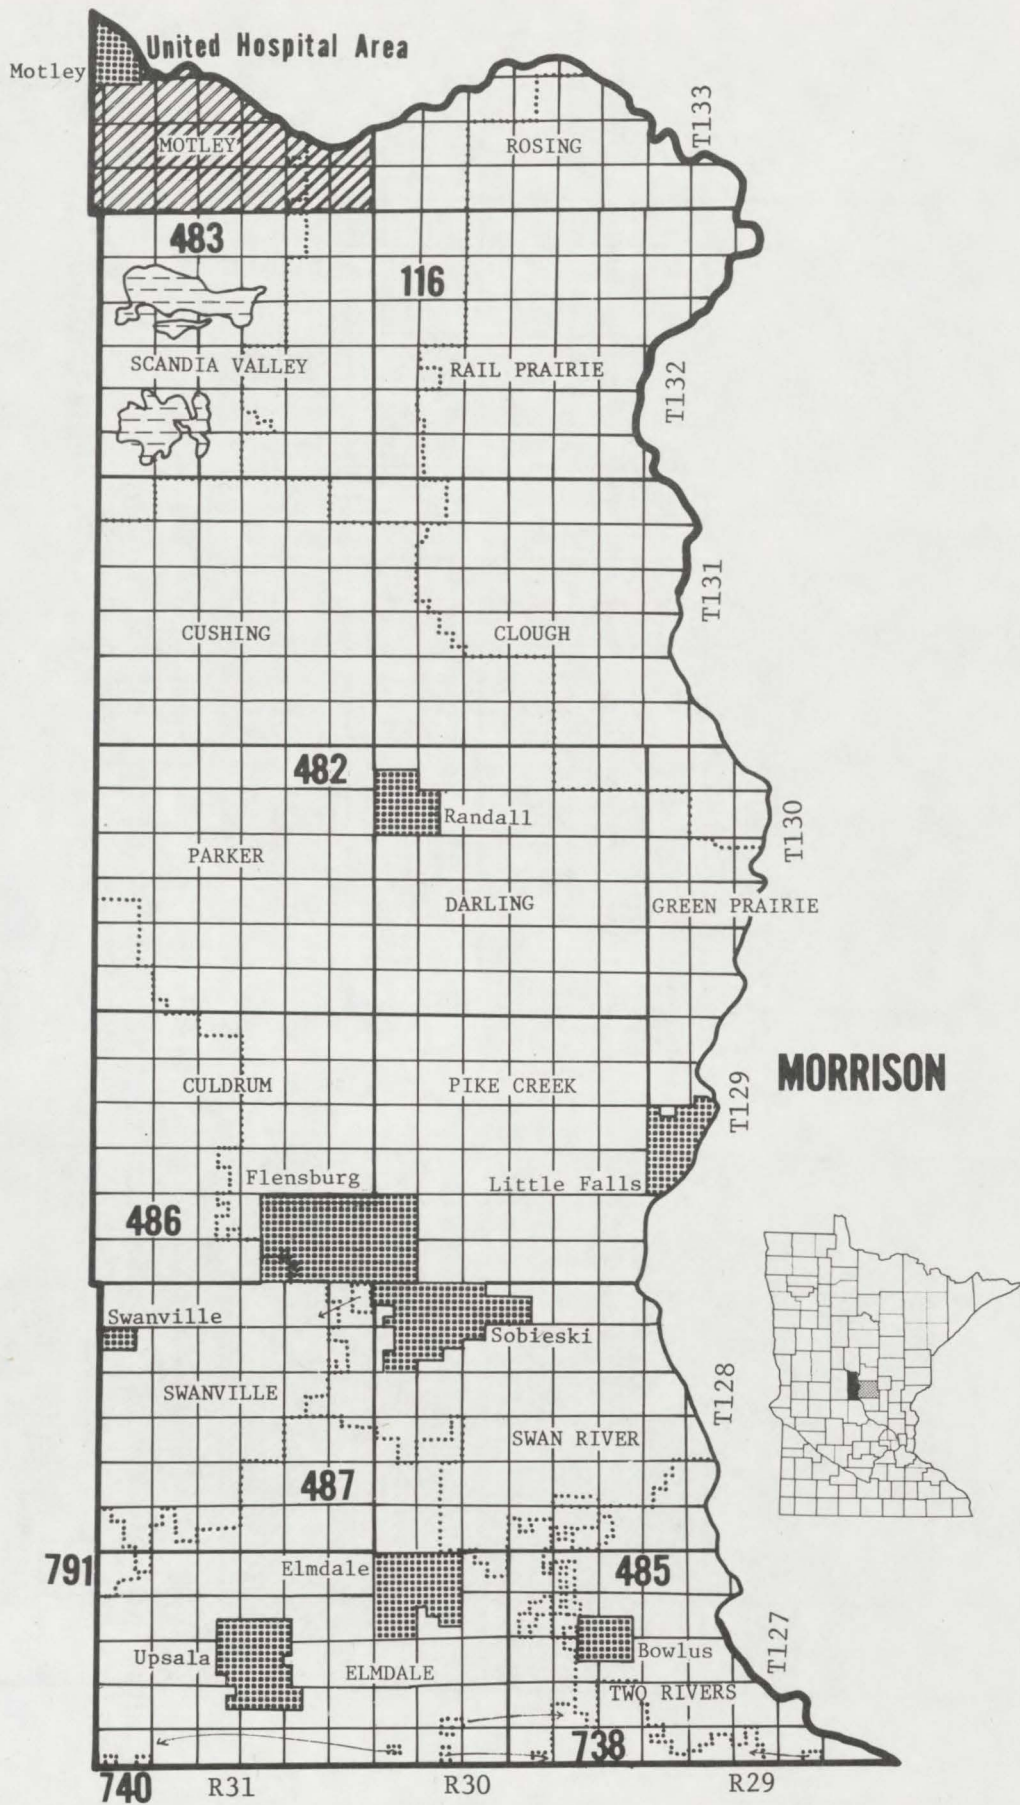 United Hospital Area
Motley
T133
MOTLEY
ROSING
483
116
SCANDIA VALLEY
RAIL PRAIRIE
T132
T131
CUSHING
CLOUGH
482
Randall
T130
PARKER
DARLING
GREEN PRAIRIE
MORRISON
CULDRUM
PIKE CREEK
T129
Flensburg
Little Falls
486
Swanville
Sobieski
SWANVILLE
T128
SWAN RIVER
487
791
Elmdale
485
Upsala
Bowlus
ELMDALE
T127
TWO RIVERS
738
740
R31
R30
R29